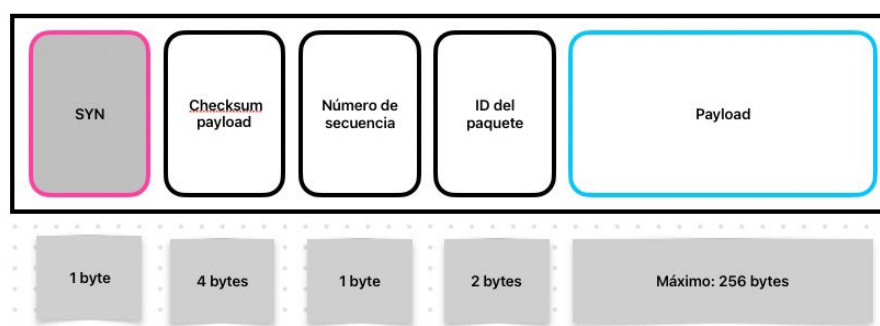 SYN
Checksum
payload
Número de
secuencia
ID del
paquete
Payload
1 byte
4 bytes
1 byte
2 bytes
Máximo: 256 bytes